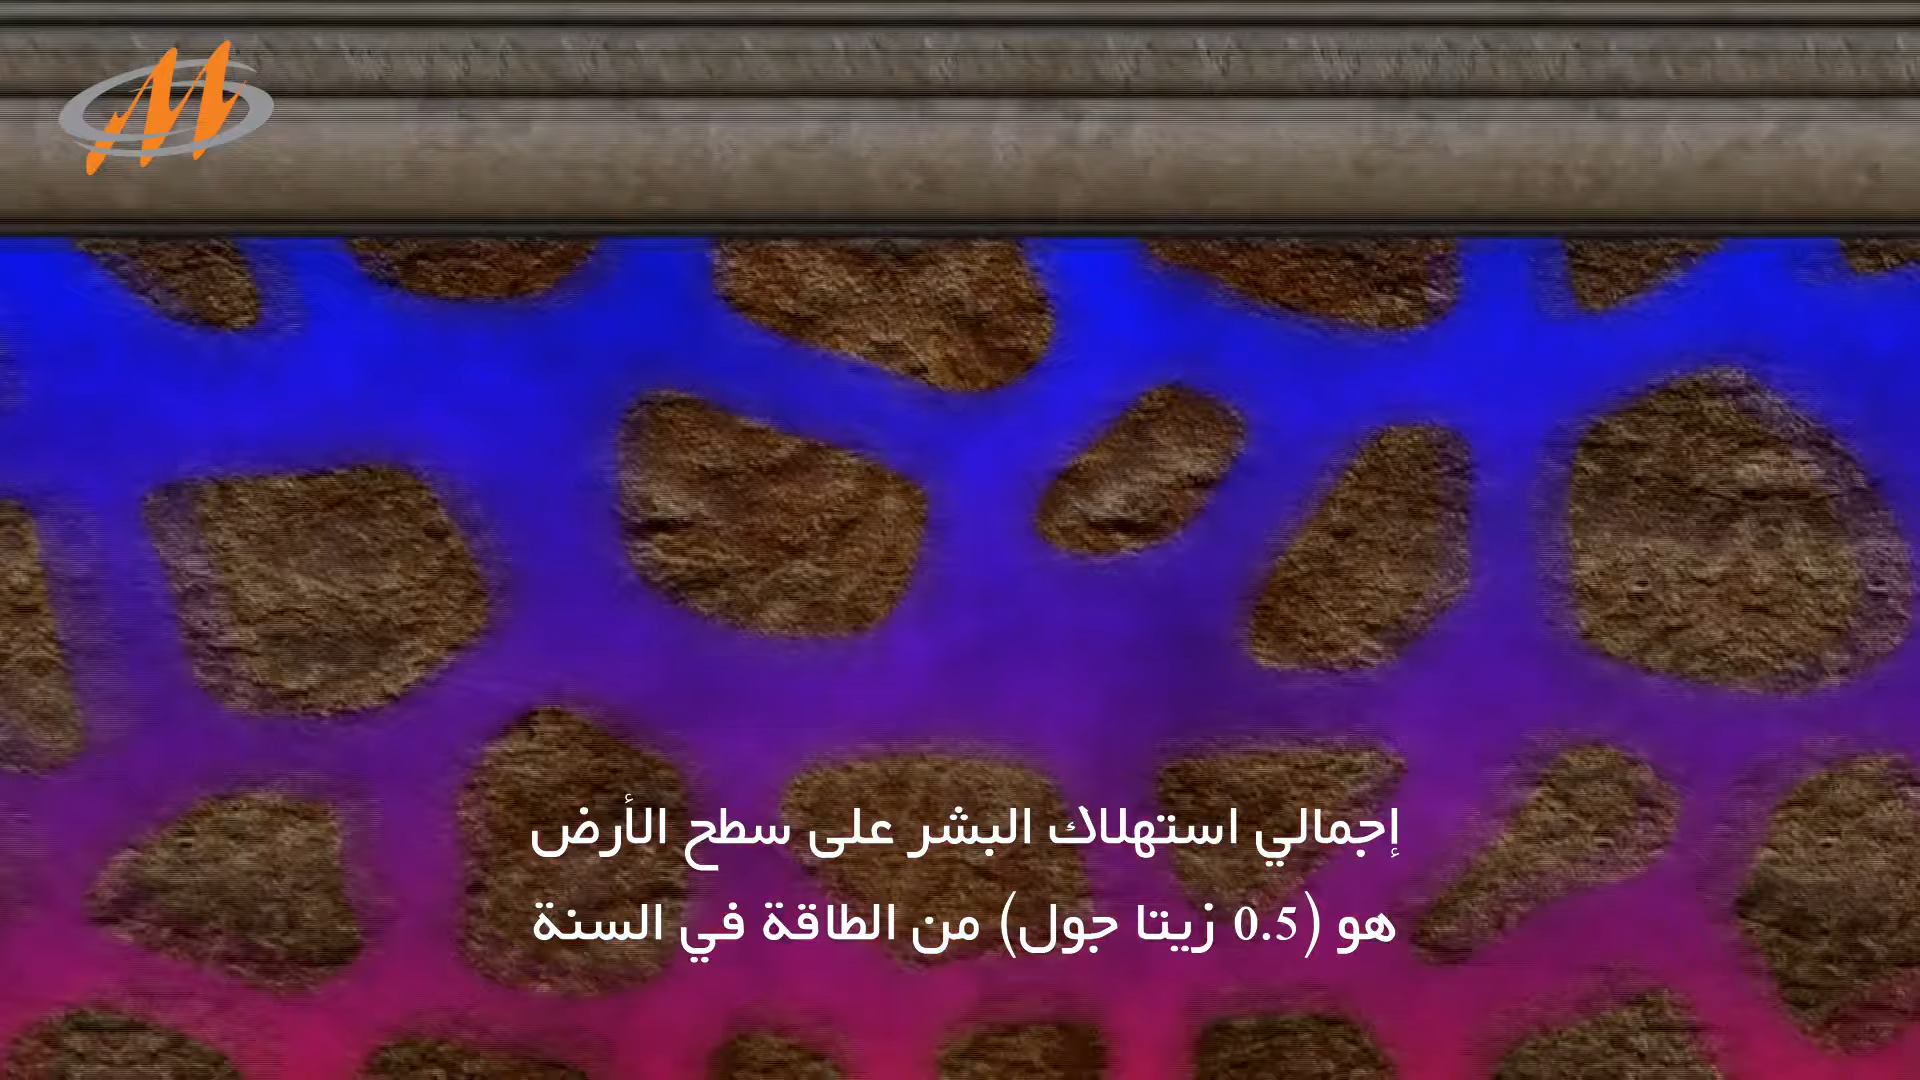 إجمالي استهلاك البشر على سطح الأرض
هو (0.5 زيتا جول) من الطاقة في السنة